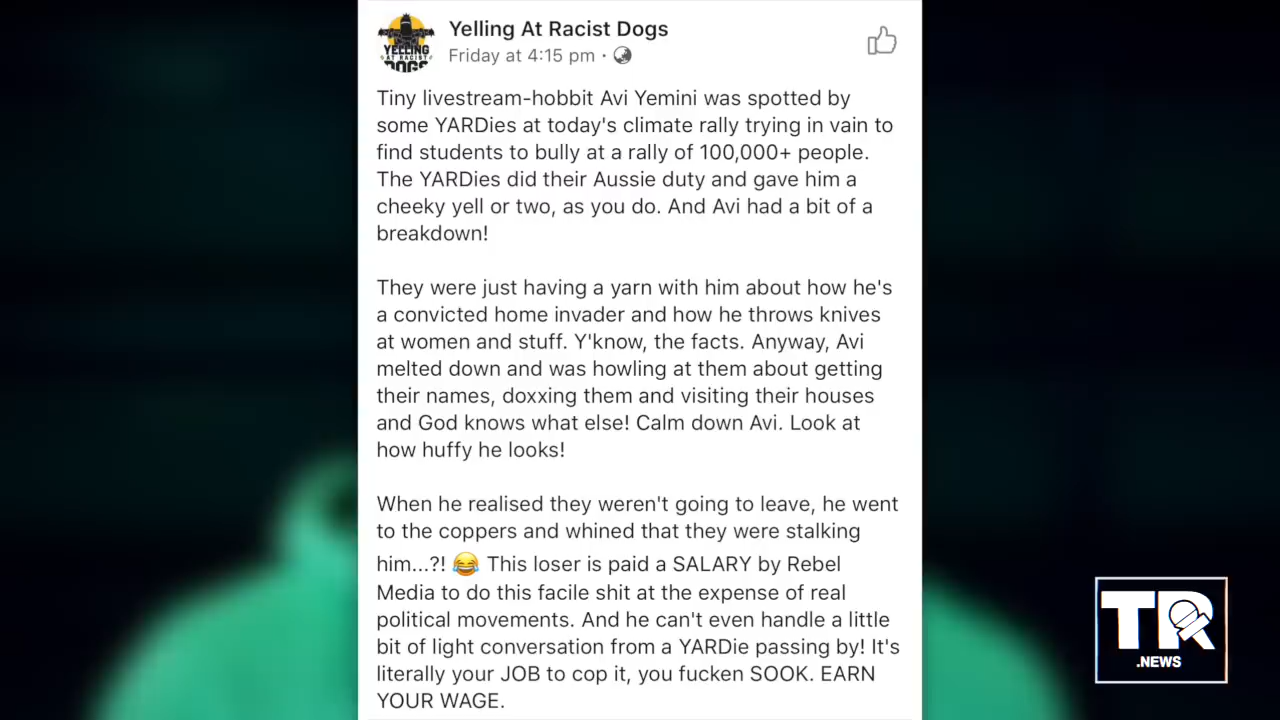 YELLING
AT RACIST
DOGS
Yelling At Racist Dogs
Friday at 4:15 pm ·
Tiny livestream-hobbit Avi Yemini was spotted by
some YARDies at today's climate rally trying in vain to
find students to bully at a rally of 100,000+ people.
The YARDies did their Aussie duty and gave him a
cheeky yell or two, as you do. And Avi had a bit of a
breakdown!
They were just having a yarn with him about how he's
a convicted home invader and how he throws knives
at women and stuff. Y'know, the facts. Anyway, Avi
melted down and was howling at them about getting
their names, doxxing them and visiting their houses
and God knows what else! Calm down Avi. Look at
how huffy he looks!
When he realised they weren't going to leave, he went
to the coppers and whined that they were stalking
him...?! 😂 This loser is paid a SALARY by Rebel
Media to do this facile shit at the expense of real
political movements. And he can't even handle a little
bit of light conversation from a YARDie passing by! It's
literally your JOB to cop it, you fucken SOOK. EARN
YOUR WAGE.
TR
.NEWS